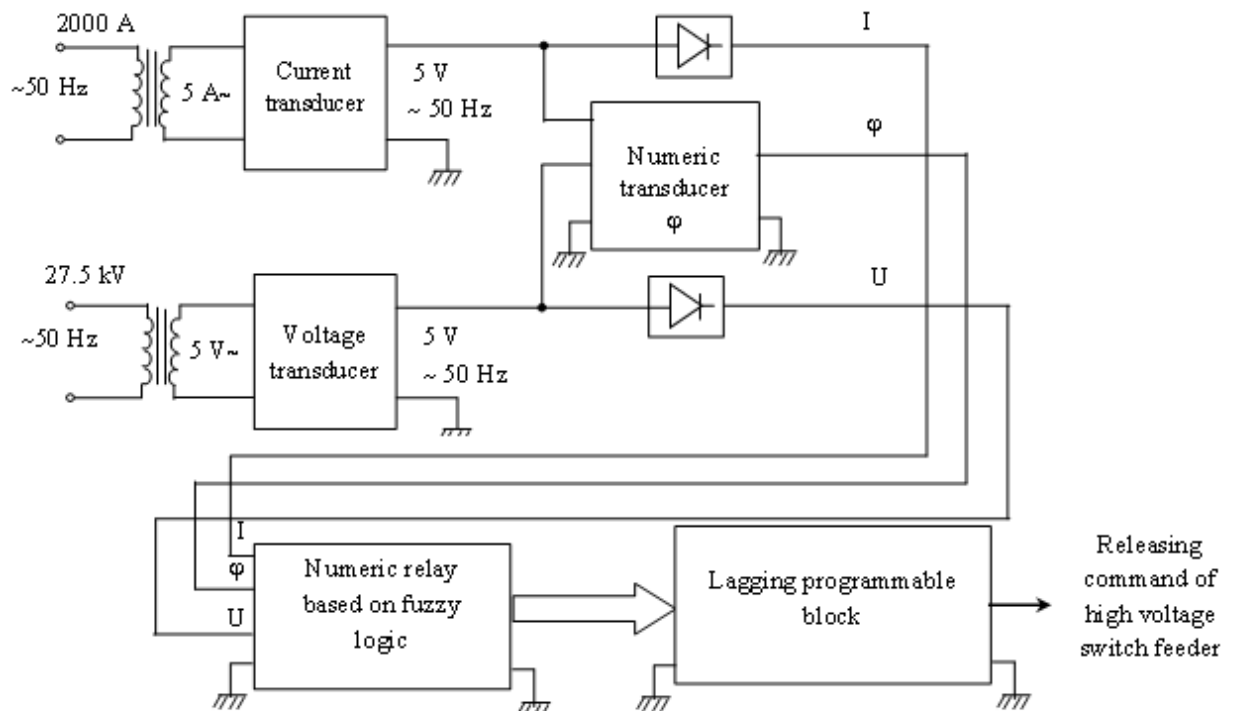 2000 A
~50 Hz
5 A~
Current
transducer
5 V
~ 50 Hz
I
Numeric
transducer
φ
φ
27.5 kV
~50 Hz
5 V~
Voltage
transducer
5 V
~ 50 Hz
U
I
φ
U
Numeric relay
based on fuzzy
logic
Lagging programmable
block
Releasing
command of
high voltage
switch feeder